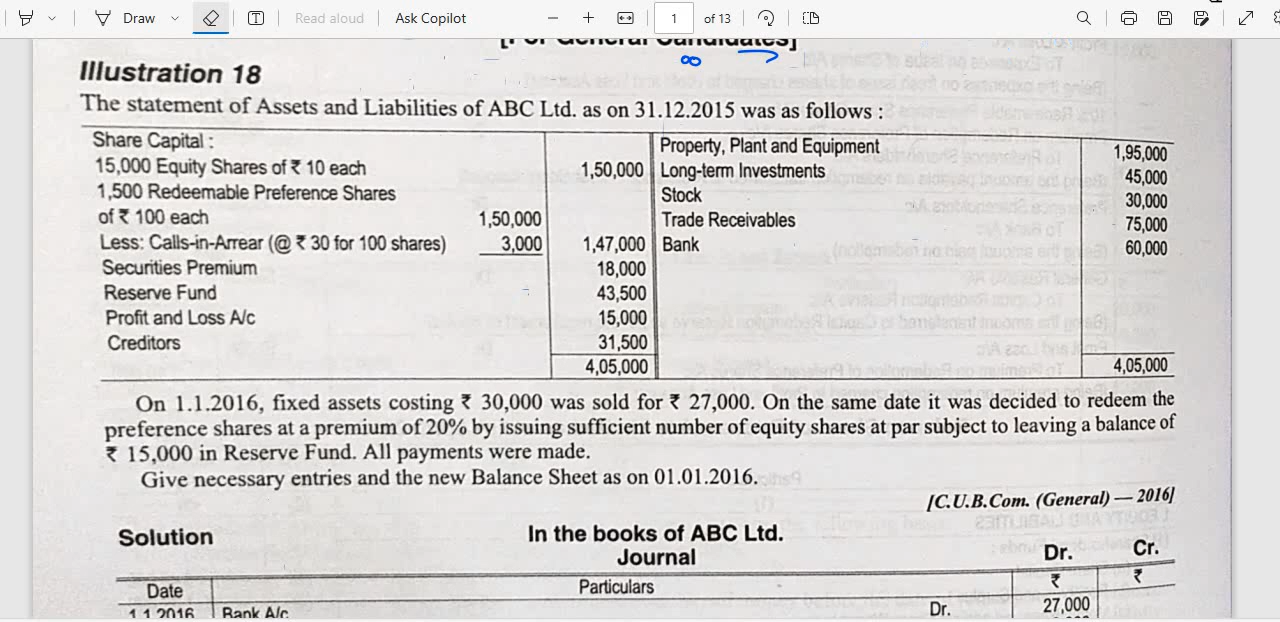 Draw
Read aloud
Ask Copilot
1 of 13
[For General Candidates]
Illustration 18
The statement of Assets and Liabilities of ABC Ltd. as on 31.12.2015 was as follows :
Share Capital : Property, Plant and Equipment 1,95,000
15,000 Equity Shares of ₹ 10 each 1,50,000 Long-term Investments 45,000
1,500 Redeemable Preference Shares Stock 30,000
of ₹ 100 each 1,50,000 Trade Receivables 75,000
Less: Calls-in-Arrear (@ ₹ 30 for 100 shares) 3,000 1,47,000 Bank 60,000
Securities Premium 18,000
Reserve Fund 43,500
Profit and Loss A/c 15,000
Creditors 31,500
4,05,000 4,05,000
On 1.1.2016, fixed assets costing ₹ 30,000 was sold for ₹ 27,000. On the same date it was decided to redeem the
preference shares at a premium of 20% by issuing sufficient number of equity shares at par subject to leaving a balance of
₹ 15,000 in Reserve Fund. All payments were made.
Give necessary entries and the new Balance Sheet as on 01.01.2016.
[C.U.B.Com. (General) — 2016]
Solution In the books of ABC Ltd.
Journal Dr. Cr.
Date Particulars ₹ ₹
1.1.2016 Bank A/c Dr. 27,000